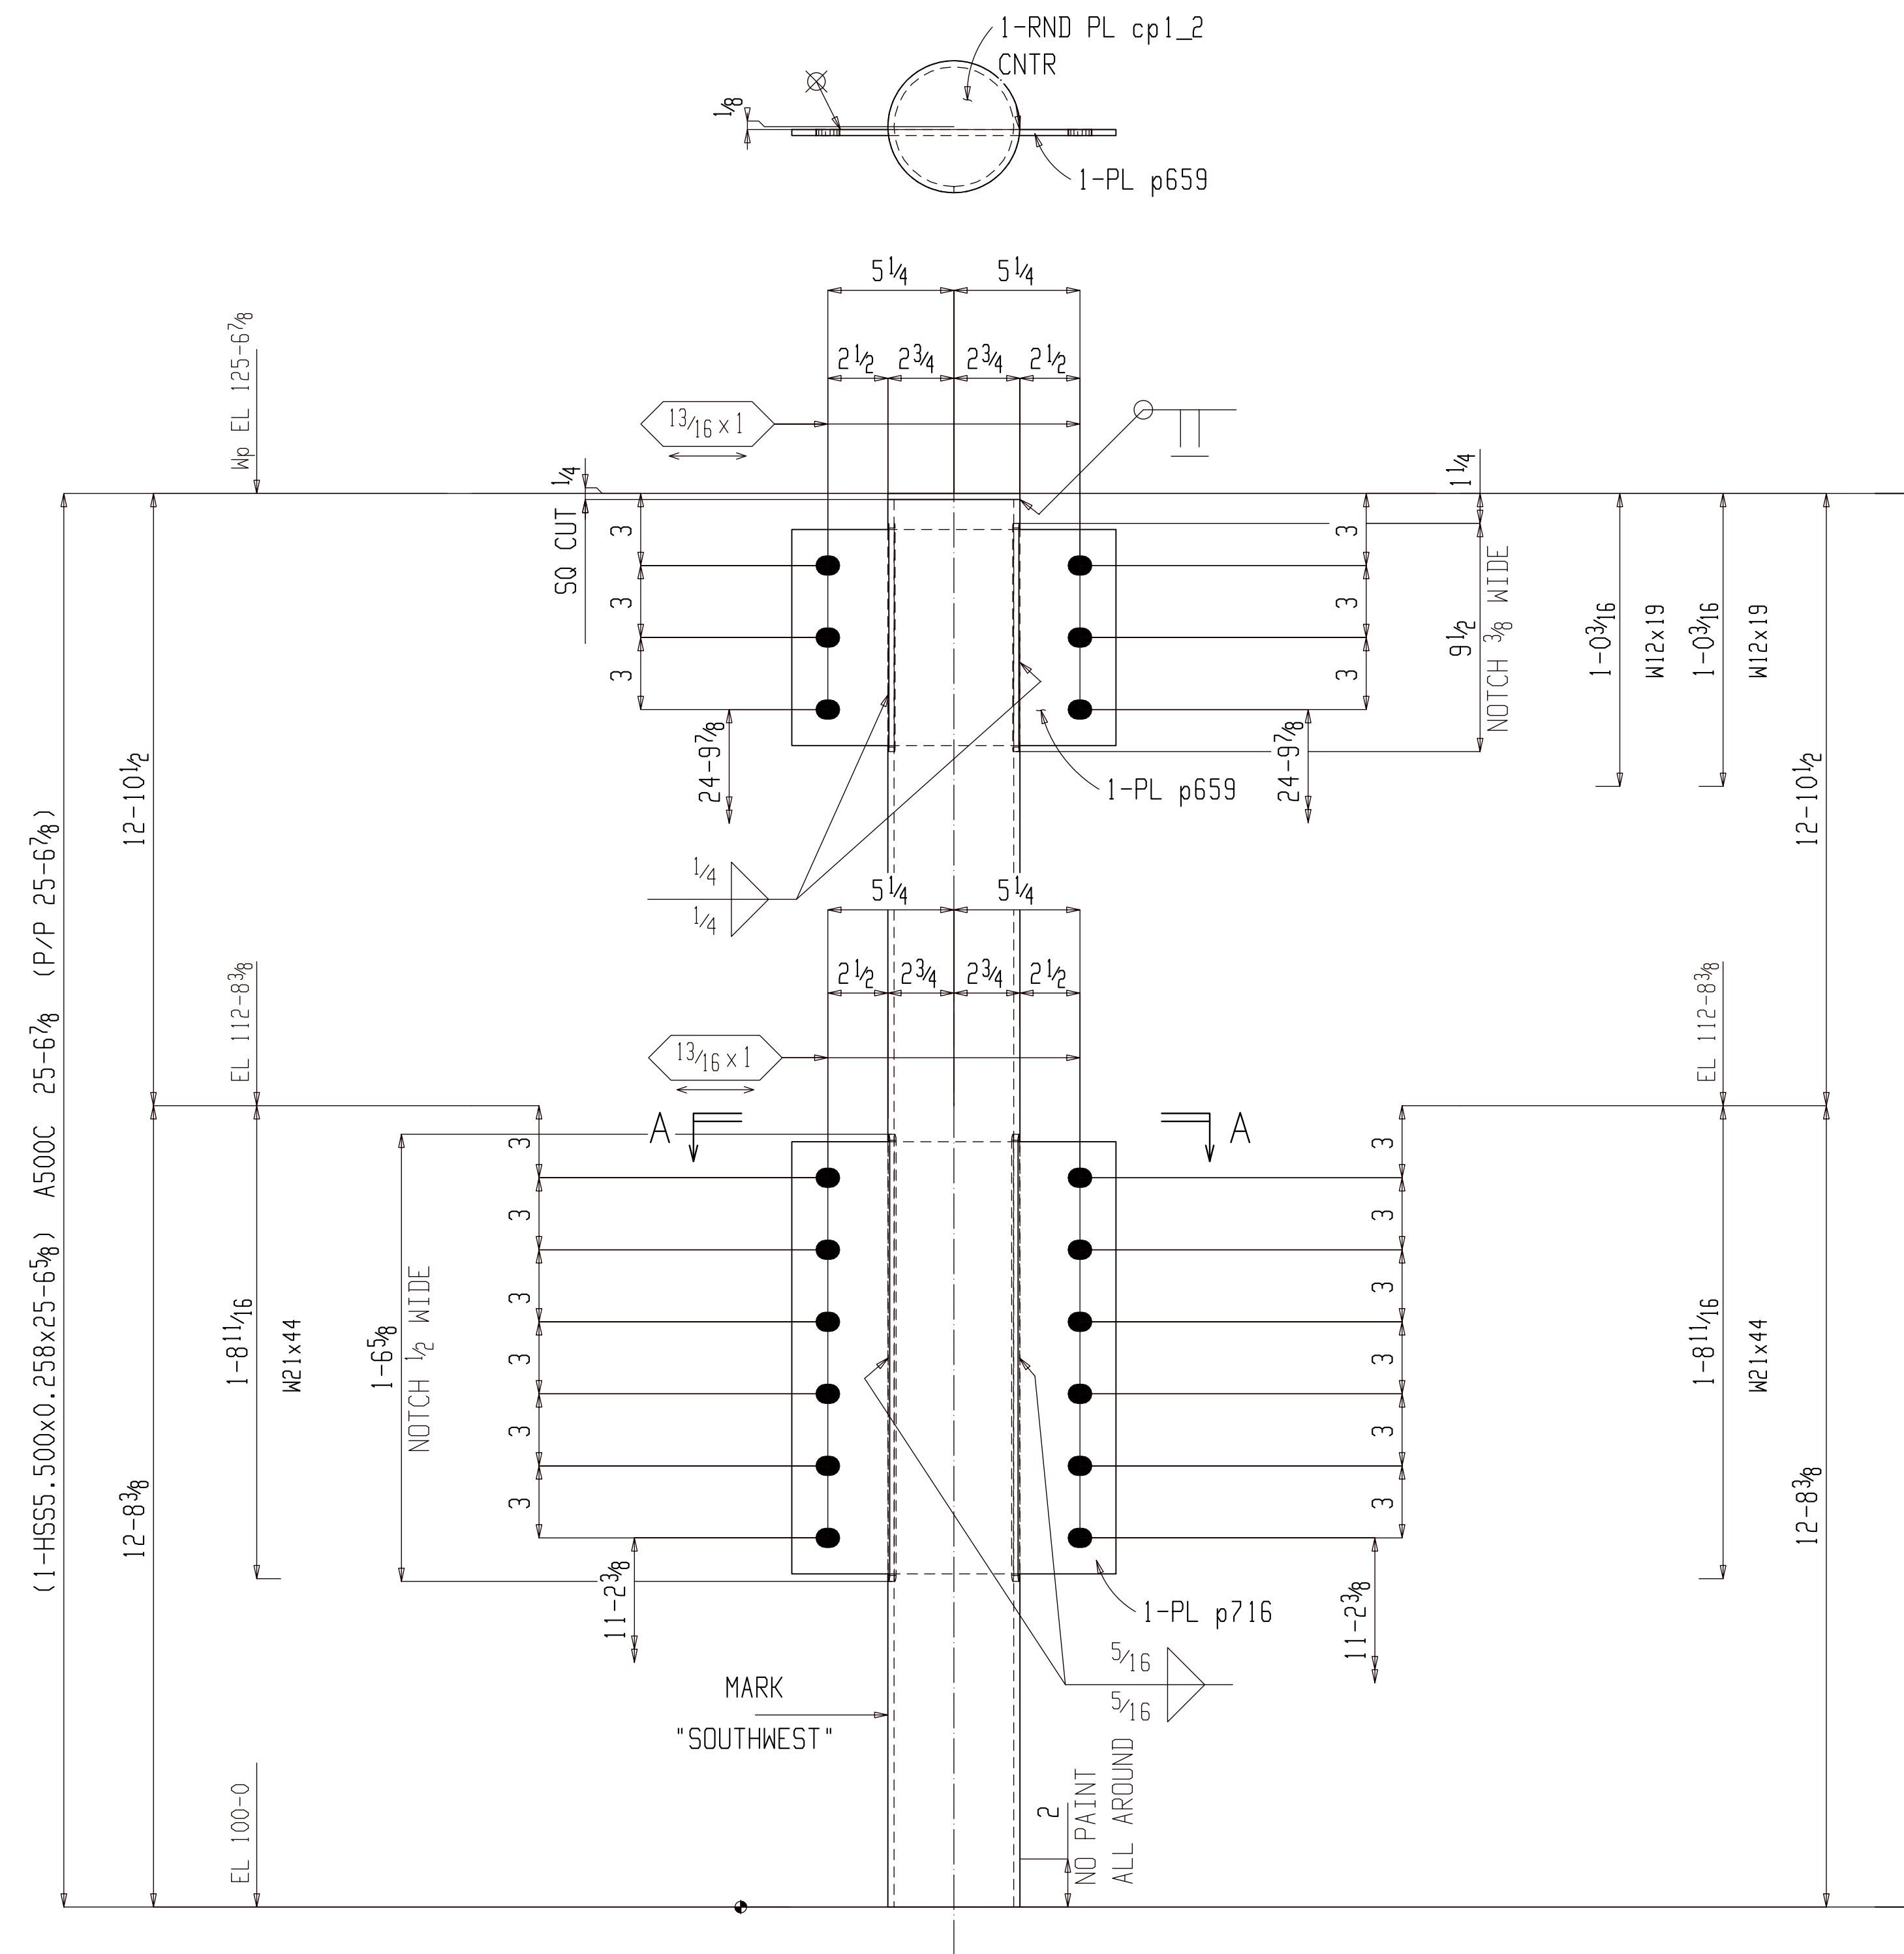 1-RND PL cp1_2
CNTR
1/8
1-PL p659
5 1/4
5 1/4
2 1/2
2 3/4
2 3/4
2 1/2
Wp EL 125-6 7/8
13/16 x 1
1/4
SQ CUT
3
3
3
24-9 7/8
3
3
3
24-9 7/8
1 1/4
9 1/2
NOTCH 3/8 WIDE
1-0 3/16
W12x19
1-0 3/16
W12x19
1-PL p659
12-10 1/2
12-10 1/2
1/4
1/4
5 1/4
5 1/4
2 1/2
2 3/4
2 3/4
2 1/2
(1-HSS5.500x0.258x25-6 5/8) A500C 25-6 7/8 (P/P 25-6 7/8)
EL 112-8 3/8
EL 112-8 3/8
13/16 x 1
A
A
3
3
3
3
3
3
11-2 3/8
3
3
3
3
3
3
11-2 3/8
1-8 11/16
W21x44
1-6 5/8
NOTCH 1/2 WIDE
1-8 11/16
W21x44
12-8 3/8
12-8 3/8
1-PL p716
5/16
5/16
MARK
"SOUTHWEST"
EL 100-0
2
NO PAINT
ALL AROUND